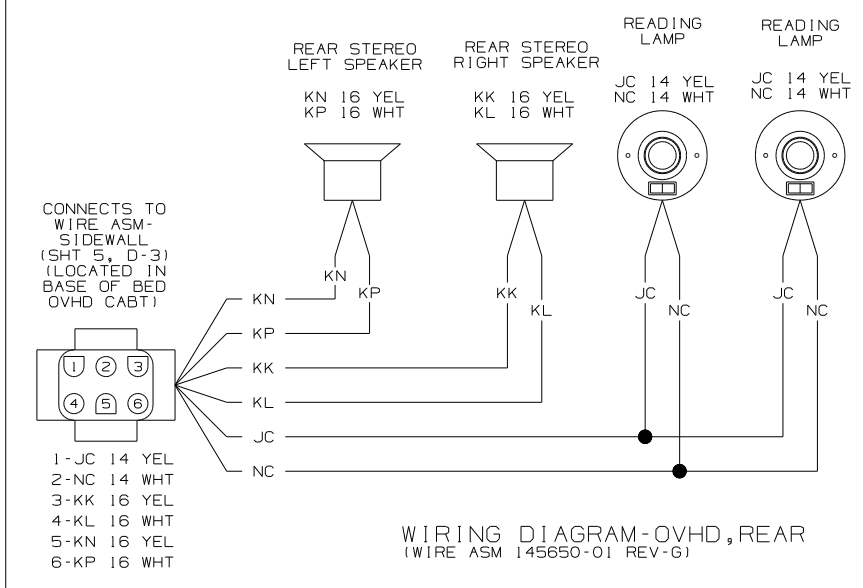 REAR STEREO
LEFT SPEAKER
KN 16 YEL
KP 16 WHT
REAR STEREO
RIGHT SPEAKER
KK 16 YEL
KL 16 WHT
READING
LAMP
JC 14 YEL
NC 14 WHT
READING
LAMP
JC 14 YEL
NC 14 WHT
CONNECTS TO
WIRE ASM-
SIDEWALL
(SHT 5, D-3)
(LOCATED IN
BASE OF BED
OVHD CABT)
KN
KP
KK
KL
JC
NC
JC
NC
KN
KP
KK
KL
JC
NC
1 2 3
4 5 6
1-JC 14 YEL
2-NC 14 WHT
3-KK 16 YEL
4-KL 16 WHT
5-KN 16 YEL
6-KP 16 WHT
WIRING DIAGRAM-OVHD,REAR
(WIRE ASM 145650-01 REV-G)